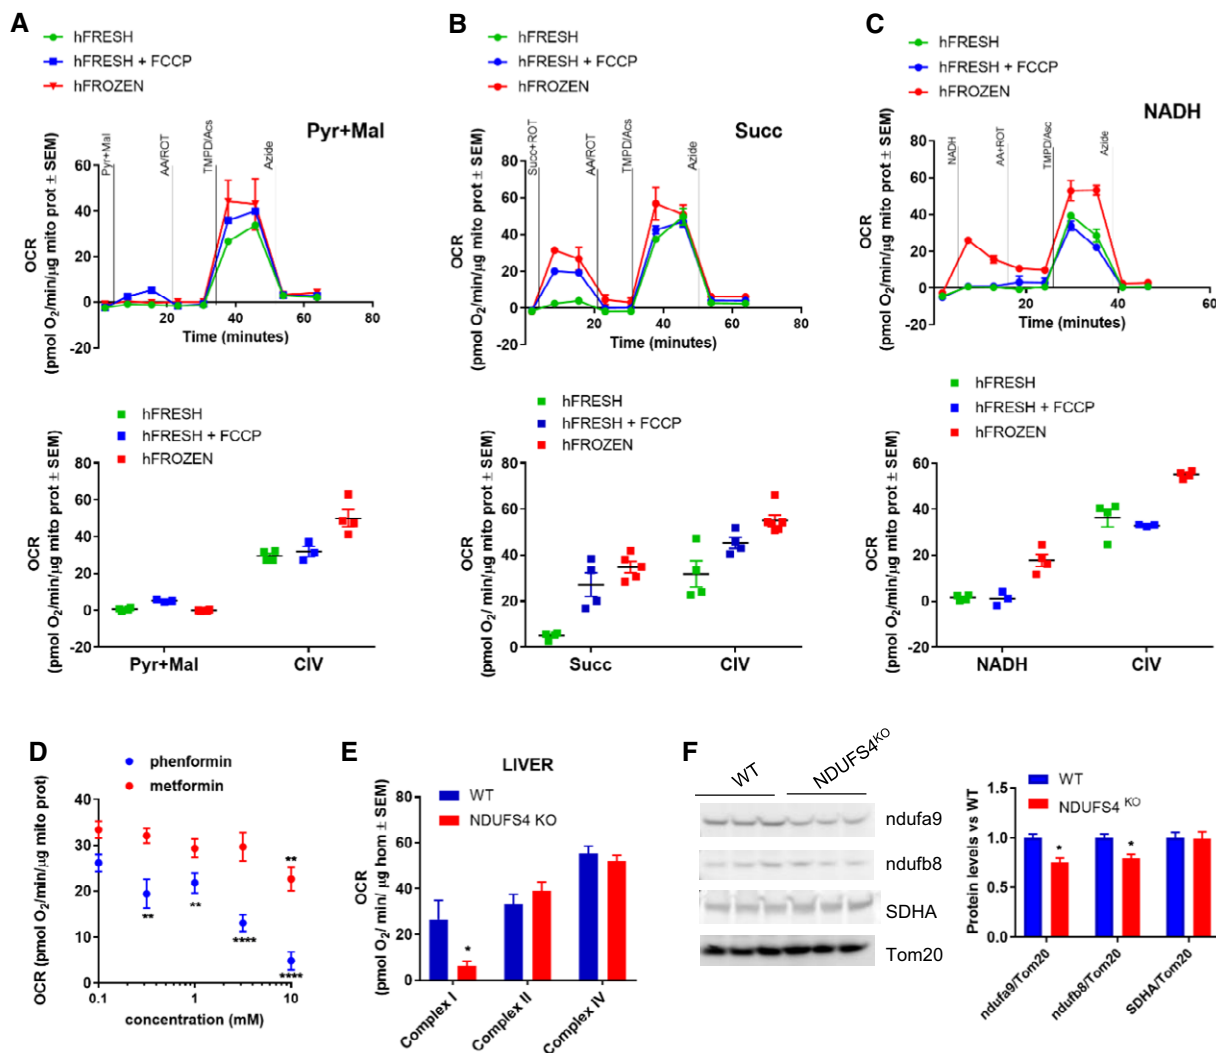 A
hFRESH
hFRESH + FCCP
hFROZEN
Pyr+Mal
Pyr+Mal
AA/ROT
TMPD/Acs
Azide
OCR
(pmol O2/min/µg mito prot ± SEM)
60
40
20
0
-20
20
40
60
80
Time (minutes)
hFRESH
hFRESH + FCCP
hFROZEN
OCR
(pmol O2/min/µg mito prot ± SEM)
80
60
40
20
0
-20
Pyr+Mal
CIV
B
hFRESH
hFRESH + FCCP
hFROZEN
Succ
Succ+ROT
AA/ROT
TMPD/Acs
Azide
OCR
(pmol O2/min/µg mito prot ± SEM)
80
60
40
20
0
-20
20
40
60
80
Time (minutes)
hFRESH
hFRESH + FCCP
hFROZEN
OCR
(pmol O2/ min/µg mito prot ± SEM)
80
60
40
20
0
Succ
CIV
C
hFRESH
hFRESH + FCCP
hFROZEN
NADH
NADH
AA+ROT
TMPD/Asc
Azide
OCR
(pmol O2/min/µg mito prot ± SEM)
80
60
40
20
0
-20
20
40
60
Time (minutes)
hFRESH
hFRESH + FCCP
hFROZEN
OCR
(pmol O2/min/µg mito prot ± SEM)
60
40
20
0
-20
NADH
CIV
D
phenformin
metformin
OCR (pmol O2/min/µg mito prot)
40
30
20
10
0
**
**
**
****
****
0.1
1
10
concentration (mM)
E
LIVER
WT
NDUFS4 KO
OCR
(pmol O2/ min/ µg hom ± SEM)
80
60
40
20
0
*
Complex I
Complex II
Complex IV
F
WT
NDUFS4KO
ndufa9
ndufb8
SDHA
Tom20
WT
NDUFS4 KO
Protein levels vs WT
1.5
1.0
0.5
0.0
*
*
ndufa9/Tom20
ndufb8/Tom20
SDHA/Tom20